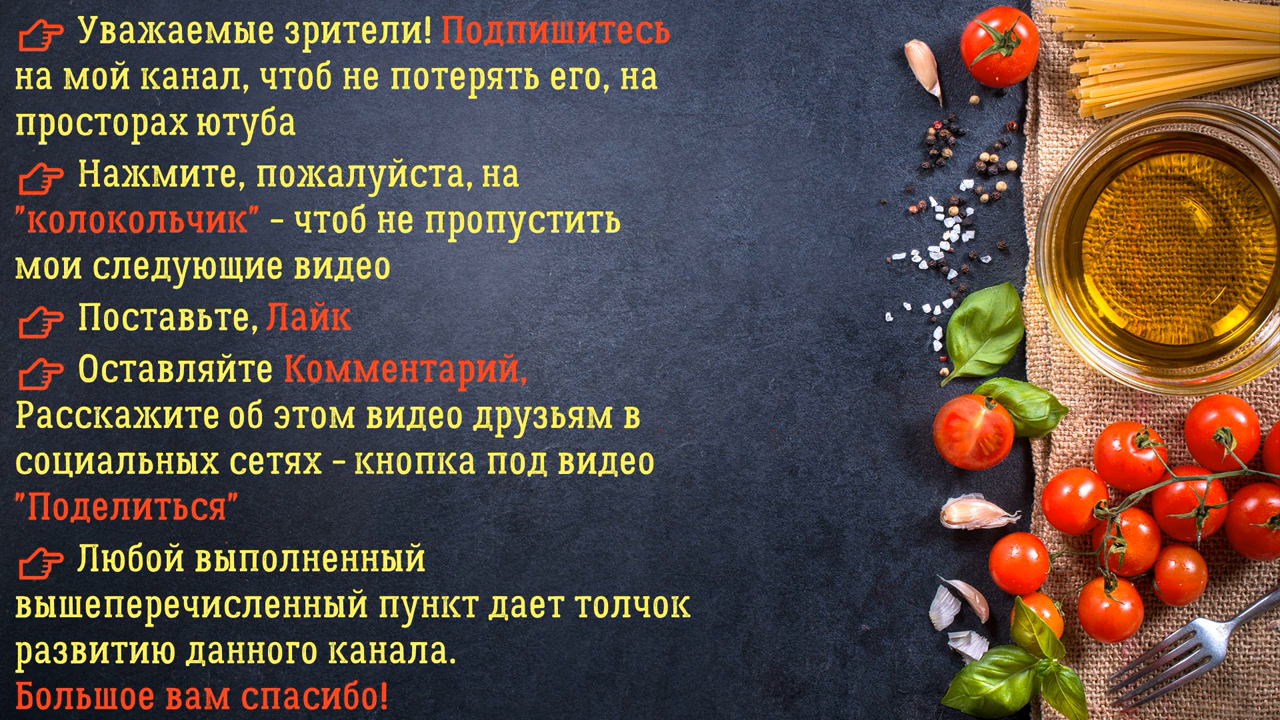 👉 Уважаемые зрители! Подпишитесь
на мой канал, чтоб не потерять его, на
просторах ютуба
👉 Нажмите, пожалуйста, на
"колокольчик" - чтоб не пропустить
мои следующие видео
👉 Поставьте, Лайк
👉 Оставляйте Комментарий,
Расскажите об этом видео друзьям в
социальных сетях - кнопка под видео
"Поделиться"
👉 Любой выполненный
вышеперечисленный пункт дает толчок
развитию данного канала.
Большое вам спасибо!